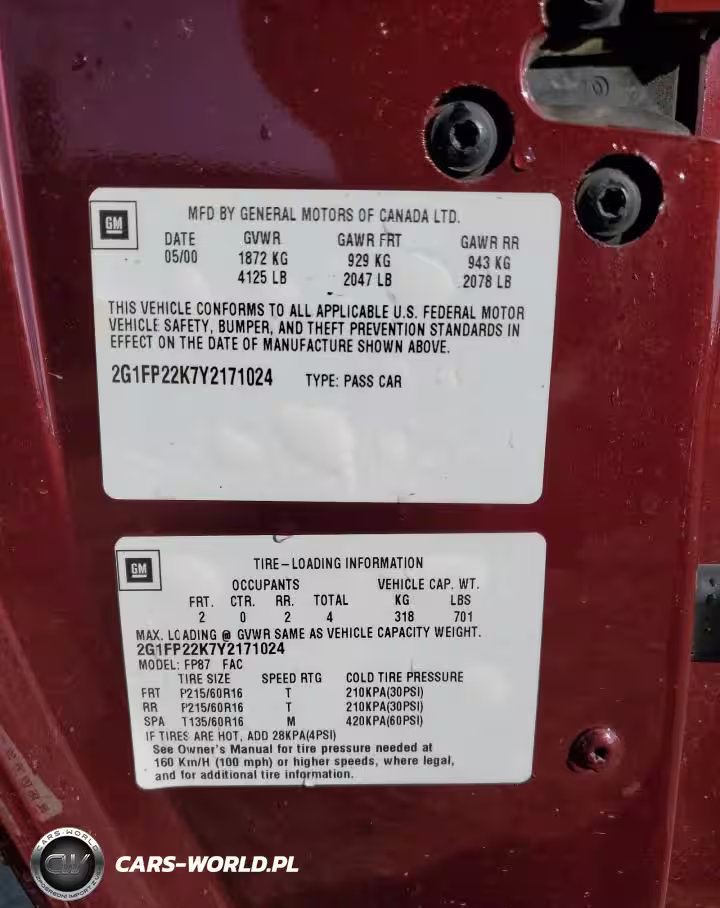 GM
MFD BY GENERAL MOTORS OF CANADA LTD.
DATE GVWR GAWR FRT GAWR RR
05/00 1872 KG 929 KG 943 KG
4125 LB 2047 LB 2078 LB
THIS VEHICLE CONFORMS TO ALL APPLICABLE U.S. FEDERAL MOTOR
VEHICLE SAFETY, BUMPER, AND THEFT PREVENTION STANDARDS IN
EFFECT ON THE DATE OF MANUFACTURE SHOWN ABOVE.
2G1FP22K7Y2171024 TYPE: PASS CAR
GM
TIRE-LOADING INFORMATION
OCCUPANTS VEHICLE CAP. WT.
FRT. CTR. RR. TOTAL KG LBS
2 0 2 4 318 701
MAX. LOADING @ GVWR SAME AS VEHICLE CAPACITY WEIGHT.
2G1FP22K7Y2171024
MODEL: FP87 FAC
TIRE SIZE SPEED RTG COLD TIRE PRESSURE
FRT P215/60R16 T 210KPA(30PSI)
RR P215/60R16 T 210KPA(30PSI)
SPA T135/60R16 M 420KPA(60PSI)
IF TIRES ARE HOT, ADD 28KPA(4PSI)
See Owner's Manual for tire pressure needed at
160 Km/H (100 mph) or higher speeds, where legal,
and for additional tire information.
CARS-WORLD
CW
CARS-WORLD.PL